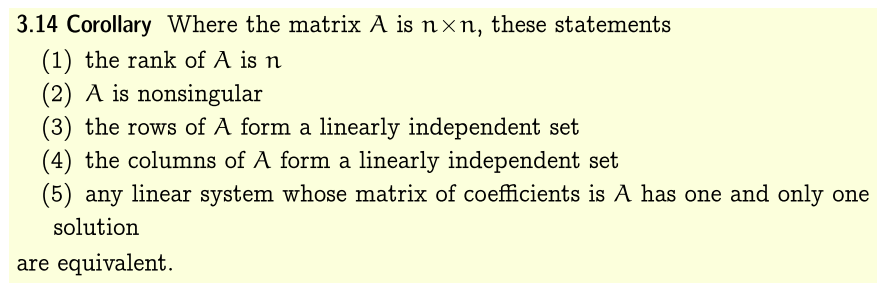 3.14 Corollary Where the matrix A is n×n, these statements
(1) the rank of A is n
(2) A is nonsingular
(3) the rows of A form a linearly independent set
(4) the columns of A form a linearly independent set
(5) any linear system whose matrix of coefficients is A has one and only one
solution
are equivalent.